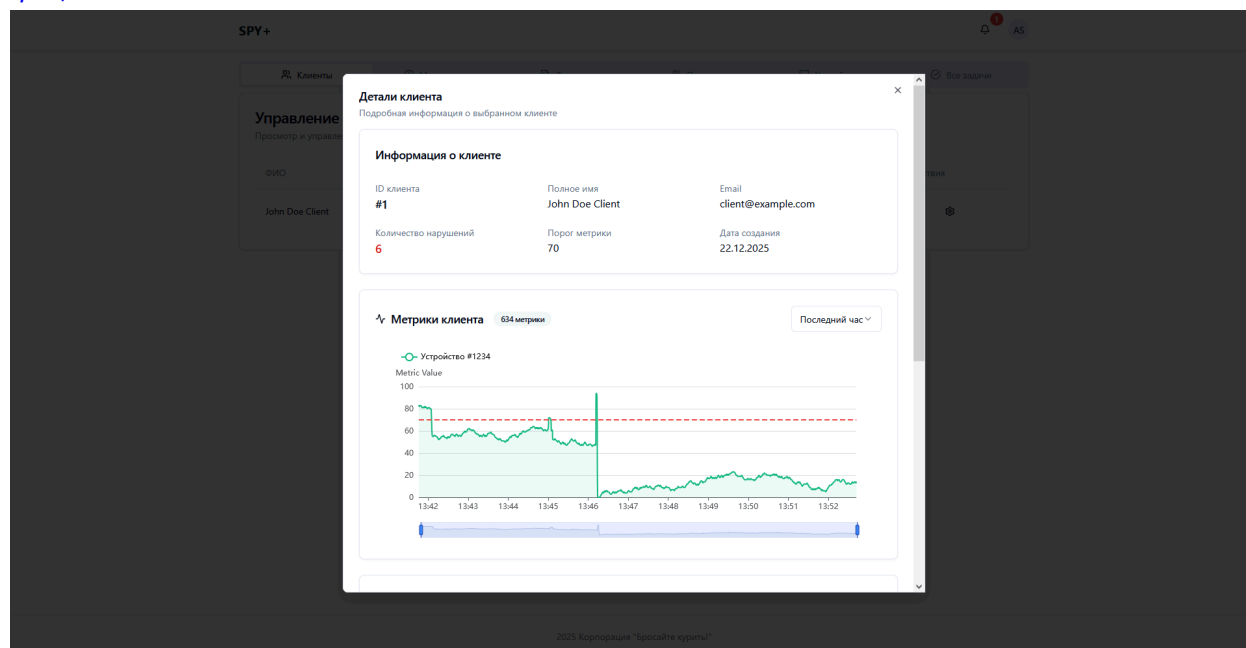 SPY+
1
AS
Клиенты
Все задачи
Управление
Просмотр и управле
ФИО
John Doe Client
твия
Детали клиента
Подробная информация о выбранном клиенте
Информация о клиенте
ID клиента Полное имя Email
#1 John Doe Client client@example.com
Количество нарушений Порог метрики Дата создания
6 70 22.12.2025
Метрики клиента 634 метрики Последний час
Устройство #1234
Metric Value
100
80
60
40
20
0
13:42 13:43 13:44 13:45 13:46 13:47 13:48 13:49 13:50 13:51 13:52
2025 Корпорация "Бросайте курить!"